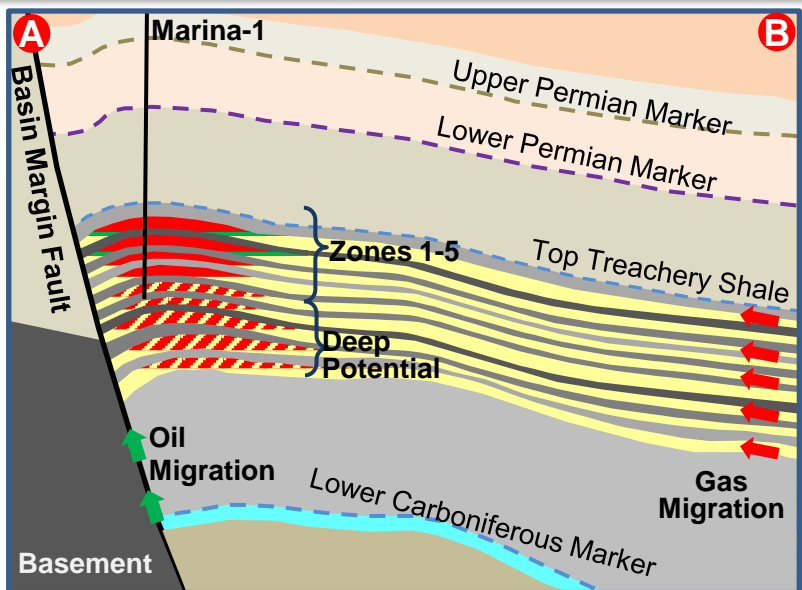 A
Marina-1
B
Basin Margin Fault
Upper Permian Marker
Lower Permian Marker
Zones 1-5
Top Treachery Shale
Deep
Potential
Oil
Migration
Gas
Migration
Lower Carboniferous Marker
Basement